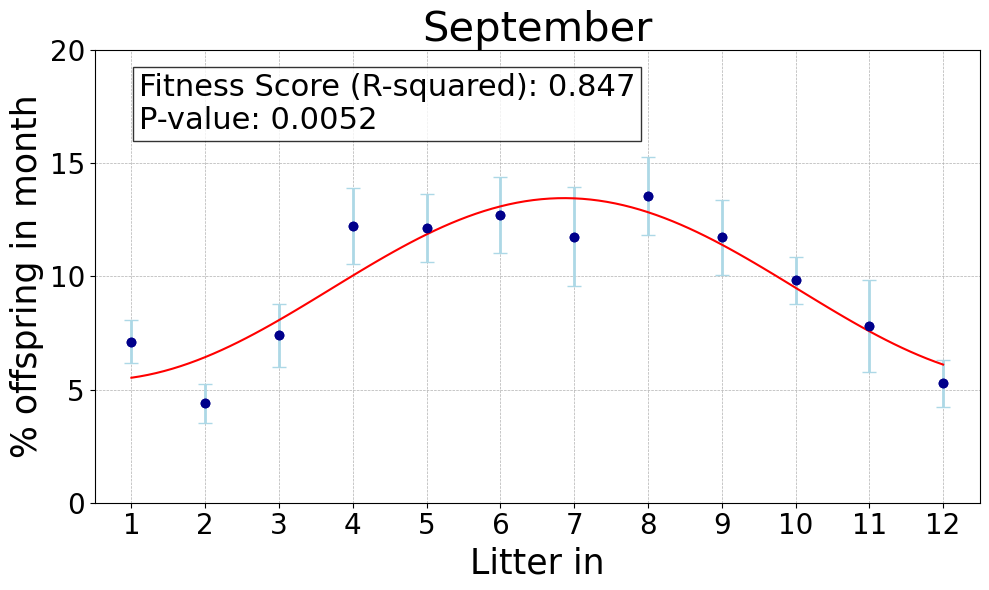 September
Fitness Score (R-squared): 0.847
P-value: 0.0052
% offspring in month
20
15
10
5
0
1 2 3 4 5 6 7 8 9 10 11 12
Litter in